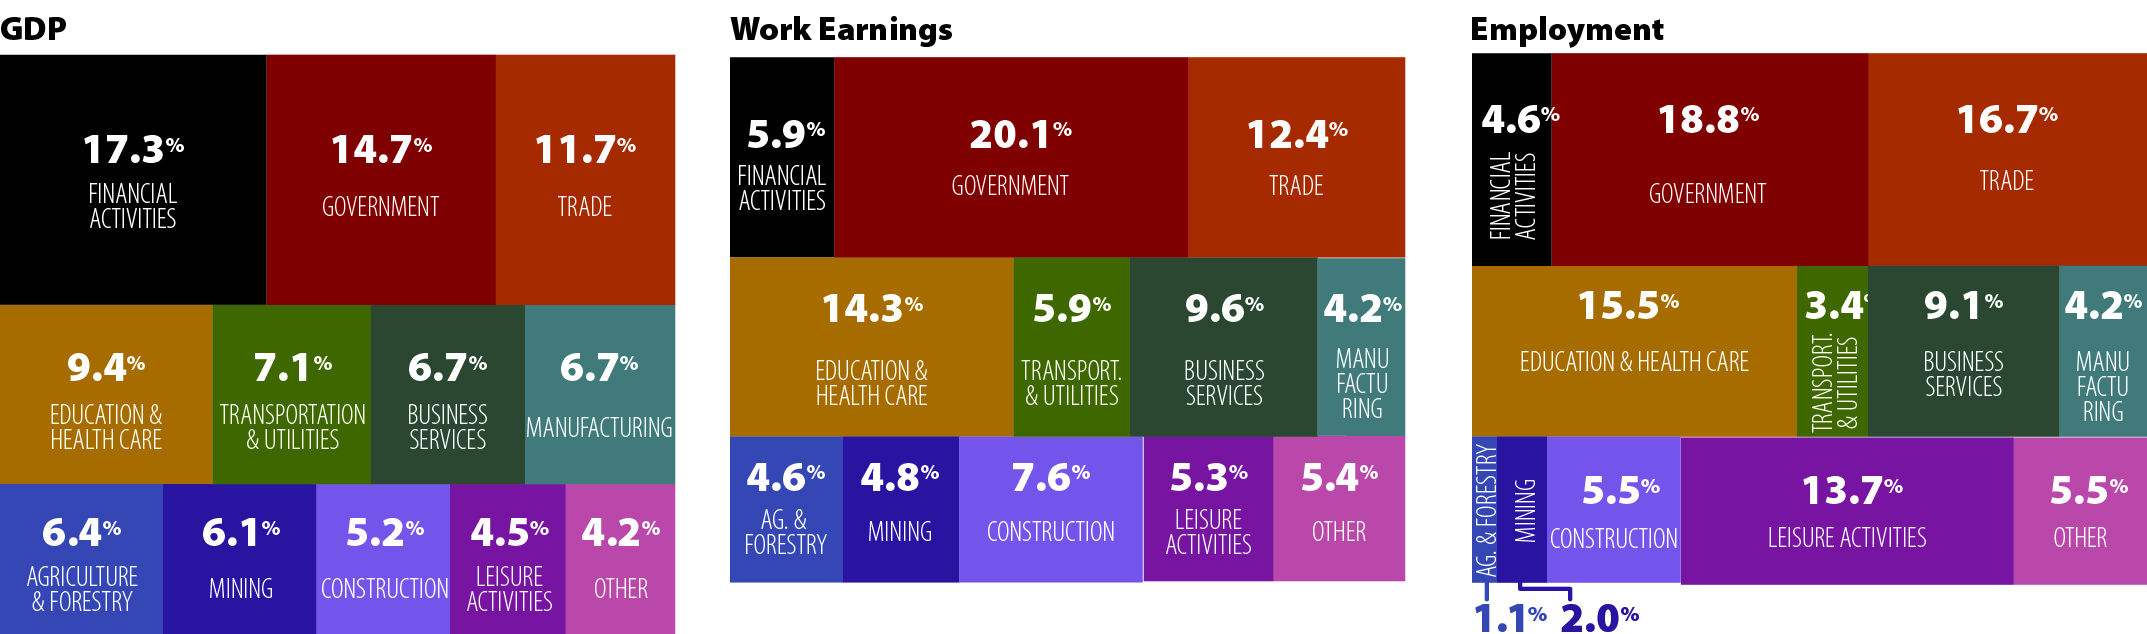 GDP
17.3%
FINANCIAL
ACTIVITIES
14.7%
GOVERNMENT
11.7%
TRADE
9.4%
EDUCATION &
HEALTH CARE
7.1%
TRANSPORTATION
& UTILITIES
6.7%
BUSINESS
SERVICES
6.7%
MANUFACTURING
6.4%
AGRICULTURE
& FORESTRY
6.1%
MINING
5.2%
CONSTRUCTION
4.5%
LEISURE
ACTIVITIES
4.2%
OTHER
Work Earnings
5.9%
FINANCIAL
ACTIVITIES
20.1%
GOVERNMENT
12.4%
TRADE
14.3%
EDUCATION &
HEALTH CARE
5.9%
TRANSPORT.
& UTILITIES
9.6%
BUSINESS
SERVICES
4.2%
MANU
FACTU
RING
4.6%
AG. &
FORESTRY
4.8%
MINING
7.6%
CONSTRUCTION
5.3%
LEISURE
ACTIVITIES
5.4%
OTHER
Employment
4.6%
FINANCIAL
ACTIVITIES
18.8%
GOVERNMENT
16.7%
TRADE
15.5%
EDUCATION & HEALTH CARE
3.4%
TRANSPORT.
& UTILITIES
9.1%
BUSINESS
SERVICES
4.2%
MANU
FACTU
RING
AG. & FORESTRY
1.1%
MINING
2.0%
5.5%
CONSTRUCTION
13.7%
LEISURE ACTIVITIES
5.5%
OTHER